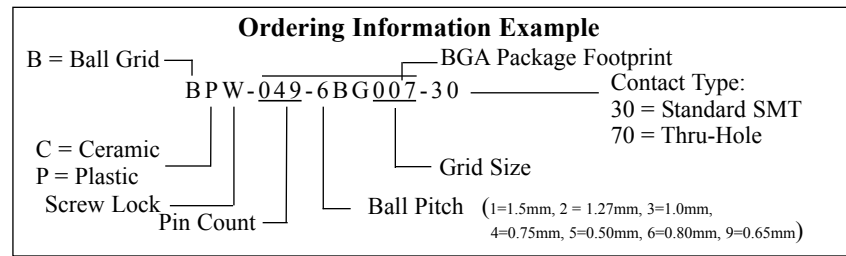 Ordering Information Example
B = Ball Grid
BGA Package Footprint
BPW-049-6BG007-30
Contact Type:
30 = Standard SMT
70 = Thru-Hole
C = Ceramic
P = Plastic
Grid Size
Screw Lock
Pin Count
Ball Pitch (1=1.5mm, 2 = 1.27mm, 3=1.0mm,
4=0.75mm, 5=0.50mm, 6=0.80mm, 9=0.65mm)